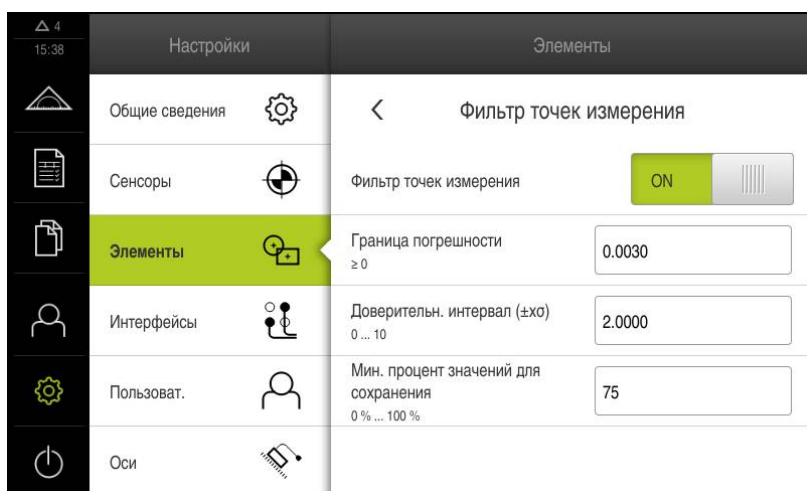 4
15:38
Настройки
Элементы
Общие сведения
Сенсоры
Элементы
Интерфейсы
Пользоват.
Оси
Фильтр точек измерения
Фильтр точек измерения
ON
Граница погрешности
≥ 0
0.0030
Доверительн. интервал (±xσ)
0 ... 10
2.0000
Мин. процент значений для
сохранения
0 % ... 100 %
75